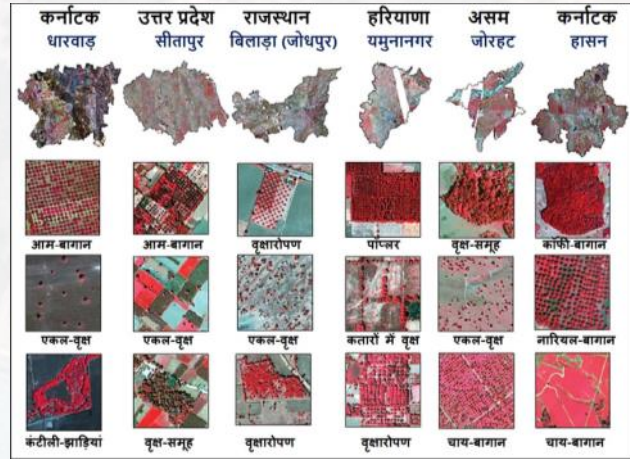 कर्नाटक उत्तर प्रदेश राजस्थान हरियाणा असम कर्नाटक
धारवाड़ सीतापुर बिलाड़ा (जोधपुर) यमुनानगर जोरहट हासन
आम-बागान आम-बागान वृक्षारोपण पॉप्लर वृक्ष-समूह कॉफी-बागान
एकल-वृक्ष एकल-वृक्ष एकल-वृक्ष कतारों में वृक्ष एकल-वृक्ष नारियल-बागान
कंटीली-झाड़ियां वृक्ष-समूह वृक्षारोपण वृक्षारोपण चाय-बागान चाय-बागान